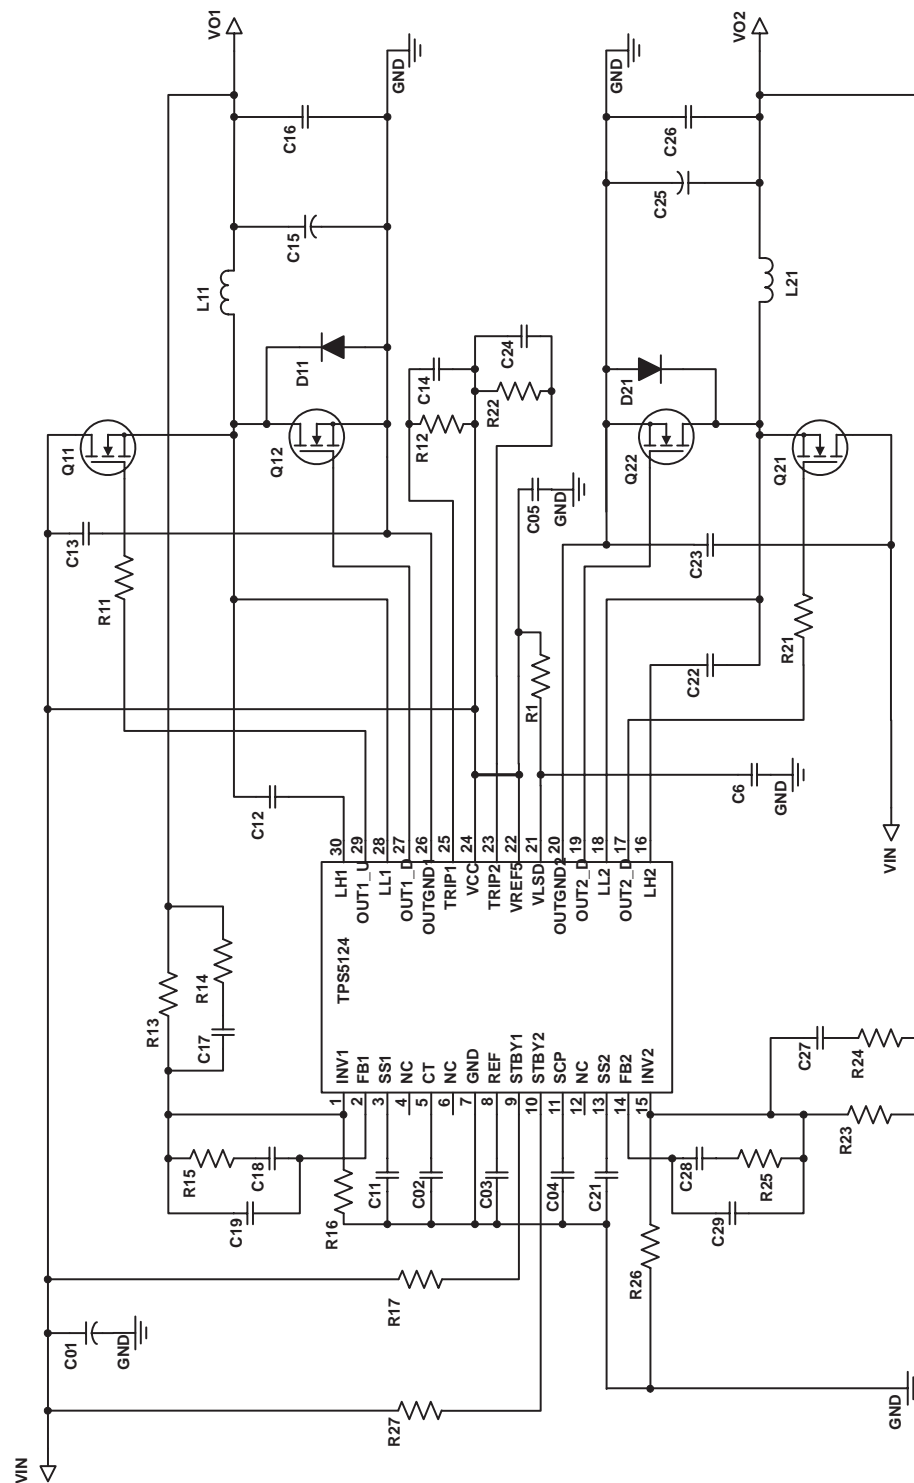 VO1
GND
C16
C15
L11
D11
Q11
Q12
C13
R11
C12
R13
R14
C17
R15
C18
C19
R16
C14
R12
C24
R22
C05
GND
R1
C6
GND
VO2
GND
C26
C25
L21
D21
Q22
Q21
C23
C22
R21
VIN
TPS5124
30
LH1
29
OUT1_U
28
LL1
27
OUT1_D
26
OUTGND1
25
TRIP1
24
VCC
23
TRIP2
22
VREF5
21
VLSD
20
OUTGND2
19
OUT2_D
18
LL2
17
OUT2_D
16
LH2
INV1
1
FB1
2
SS1
3
NC
4
CT
5
NC
6
GND
7
REF
8
STBY1
9
STBY2
10
SCP
11
NC
12
SS2
13
FB2
14
INV2
15
C11
C02
C03
C04
C21
C27
R24
R23
C28
R25
C29
R26
R17
R27
C01
GND
VIN
GND